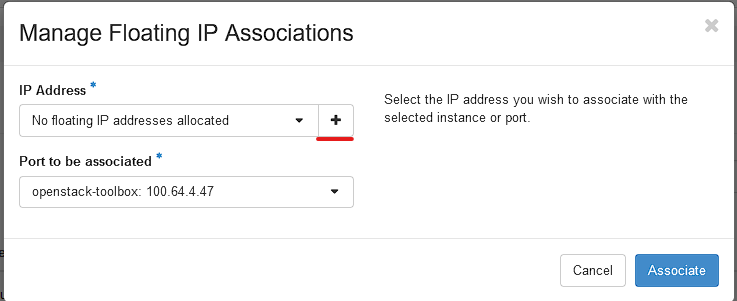 Manage Floating IP Associations
×
IP Address *
No floating IP addresses allocated
+
Select the IP address you wish to associate with the
selected instance or port.
Port to be associated *
openstack-toolbox: 100.64.4.47
Cancel
Associate